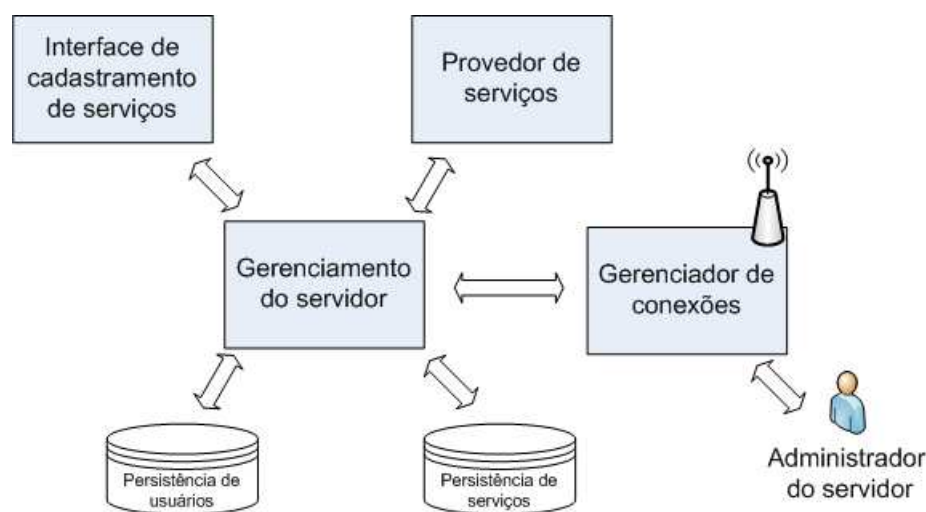 Interface de
cadastramento
de serviços
Provedor de
serviços
Gerenciamento
do servidor
Gerenciador de
conexões
Persistência de
usuários
Persistência de
serviços
Administrador
do servidor